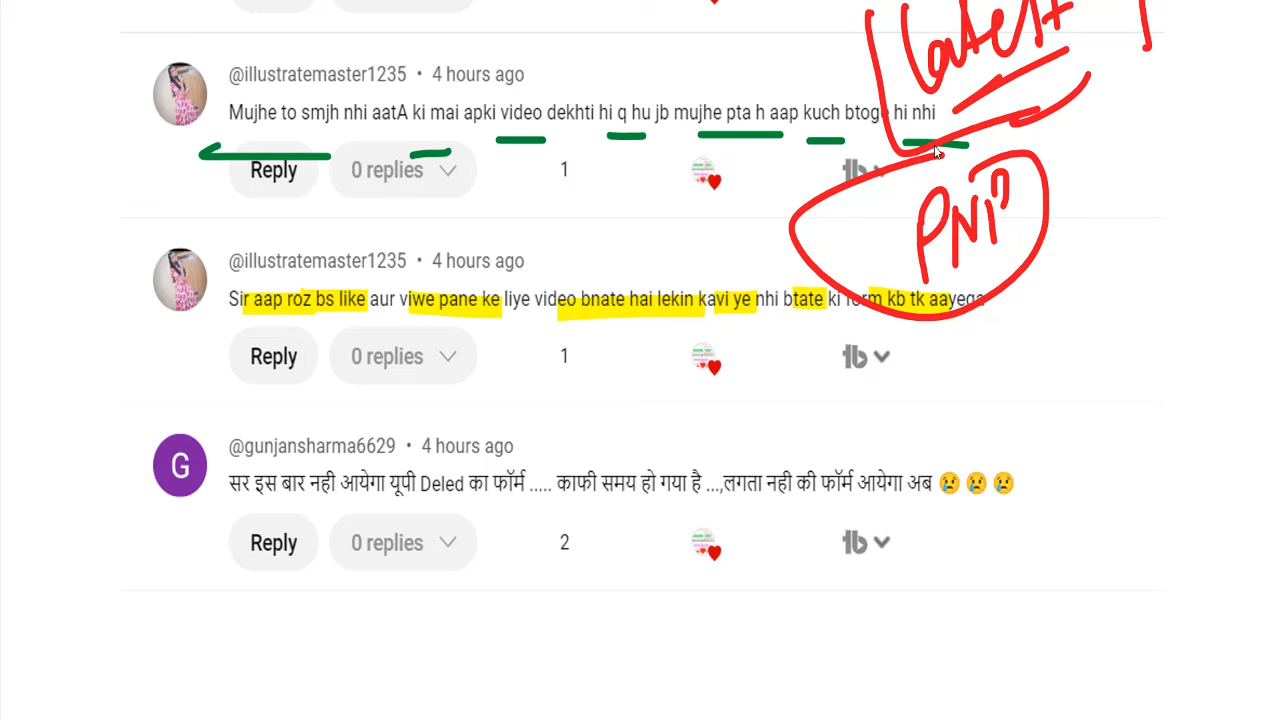 Latest
@illustratemaster1235 • 4 hours ago
Mujhe to smjh nhi aatA ki mai apki video dekhti hi q hu jb mujhe pta h aap kuch btoge hi nhi
Reply 0 replies 1
PNP
@illustratemaster1235 • 4 hours ago
Sir aap roz bs like aur viwe pane ke liye video bnate hai lekin kavi ye nhi btate ki form kb tk aayega
Reply 0 replies 1
G
@gunjansharma6629 • 4 hours ago
सर इस बार नही आयेगा यूपी Deled का फॉर्म ..... काफी समय हो गया है ...,लगता नही की फॉर्म आयेगा अब 😢 😢 😢
Reply 0 replies 2